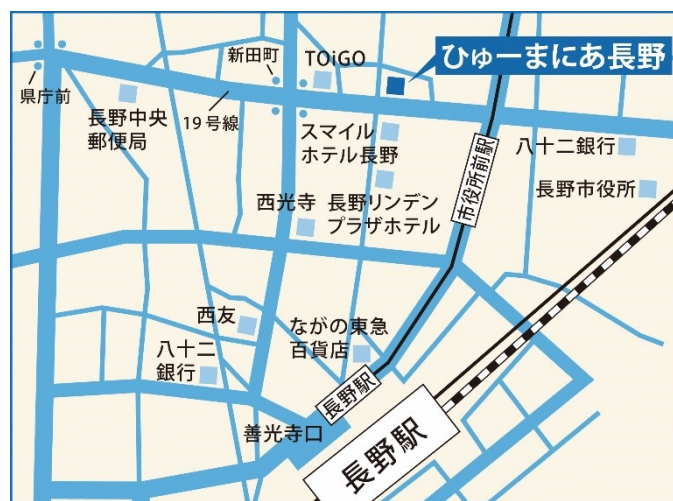 新田町
TOiGO
ひゅーまにあ長野
県庁前
長野中央
郵便局
19号線
スマイル
ホテル長野
八十二銀行
市役所前駅
長野市役所
西光寺
長野リンデン
プラザホテル
西友
ながの東急
百貨店
八十二
銀行
長野駅
善光寺口
長野駅